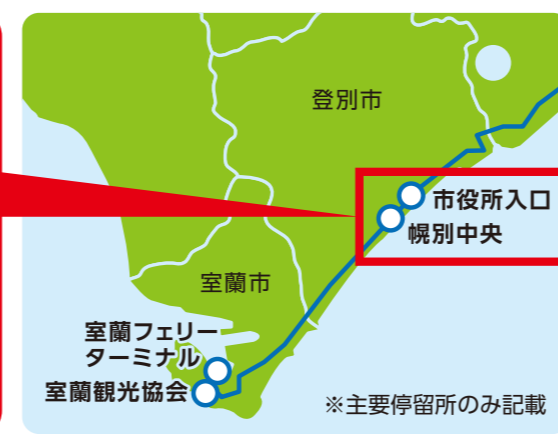 登別市
市役所入口
幌別中央
室蘭市
室蘭フェリー
ターミナル
室蘭観光協会
※主要停留所のみ記載